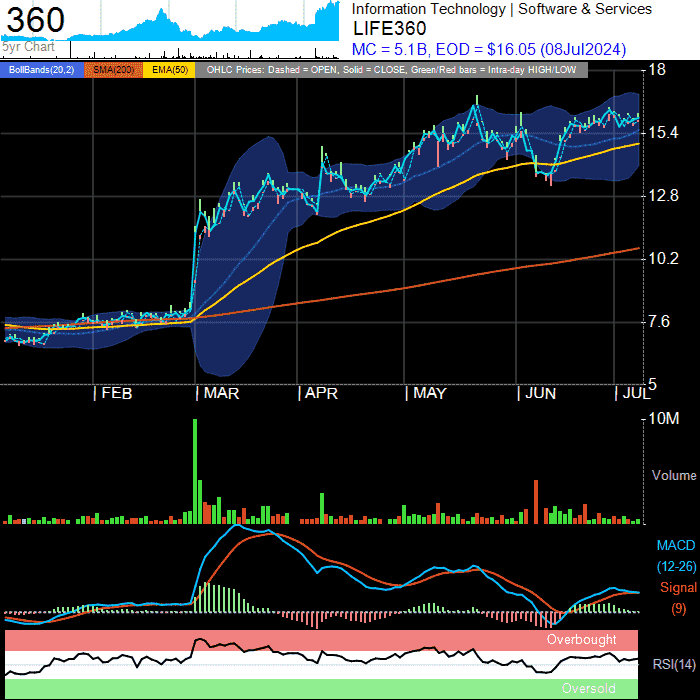 360
5yr Chart
Information Technology | Software & Services
LIFE360
MC = 5.1B, EOD = $16.05 (08Jul2024)
BollBands(20,2) SMA(200) EMA(50) OHLC Prices: Dashed = OPEN, Solid = CLOSE, Green/Red bars = Intra-day HIGH/LOW
18
15.4
12.8
10.2
7.6
5
| FEB | MAR | APR | MAY | JUN | JUL
10M
Volume
MACD
(12-26)
Signal
(9)
Overbought
RSI(14)
Oversold